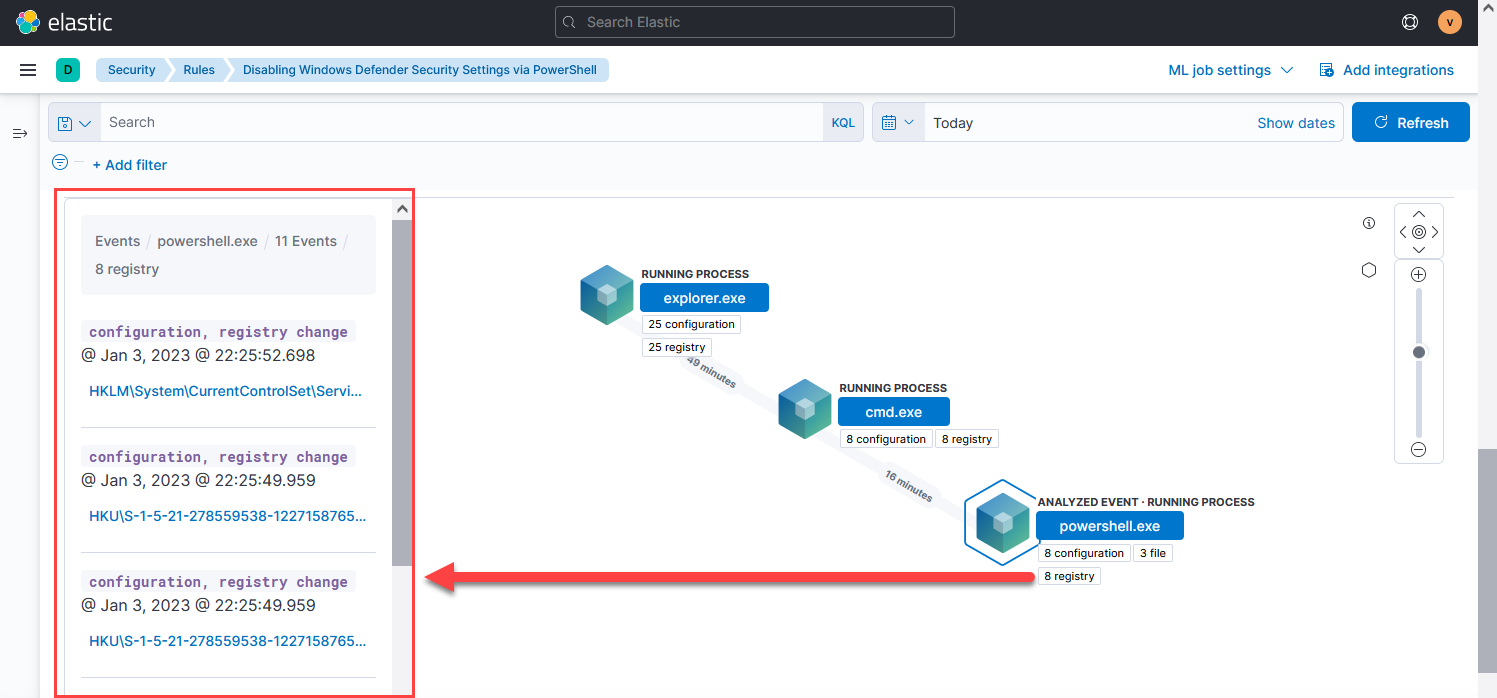 elastic
Search Elastic
v
D
Security
Rules
Disabling Windows Defender Security Settings via PowerShell
ML job settings
Add integrations
Search
KQL
Today
Show dates
Refresh
+ Add filter
Events / powershell.exe / 11 Events /
8 registry
configuration, registry change
@ Jan 3, 2023 @ 22:25:52.698
HKLM\System\CurrentControlSet\Servi...
configuration, registry change
@ Jan 3, 2023 @ 22:25:49.959
HKU\S-1-5-21-278559538-1227158765...
configuration, registry change
@ Jan 3, 2023 @ 22:25:49.959
HKU\S-1-5-21-278559538-1227158765...
RUNNING PROCESS
explorer.exe
25 configuration
25 registry
49 minutes
RUNNING PROCESS
cmd.exe
8 configuration
8 registry
16 minutes
ANALYZED EVENT · RUNNING PROCESS
powershell.exe
8 configuration
3 file
8 registry